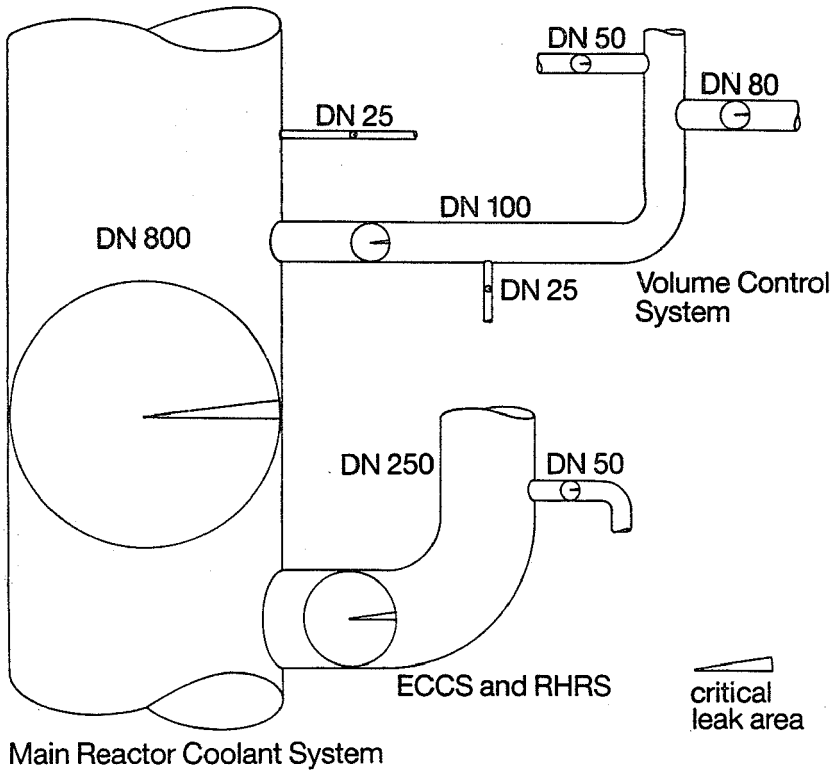 DN 50
DN 80
DN 25
DN 100
DN 800
DN 25
Volume Control
System
DN 250
DN 50
ECCS and RHRS
critical
leak area
Main Reactor Coolant System